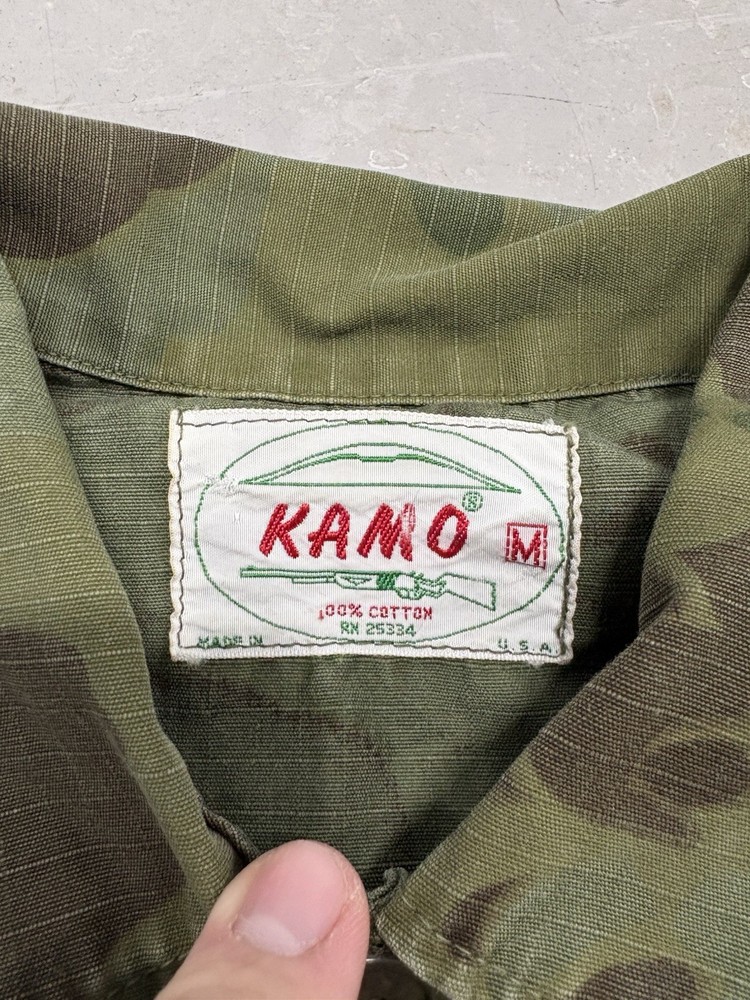 KAMO®
M
100% COTTON
RN 25334
MADE IN U.S.A.